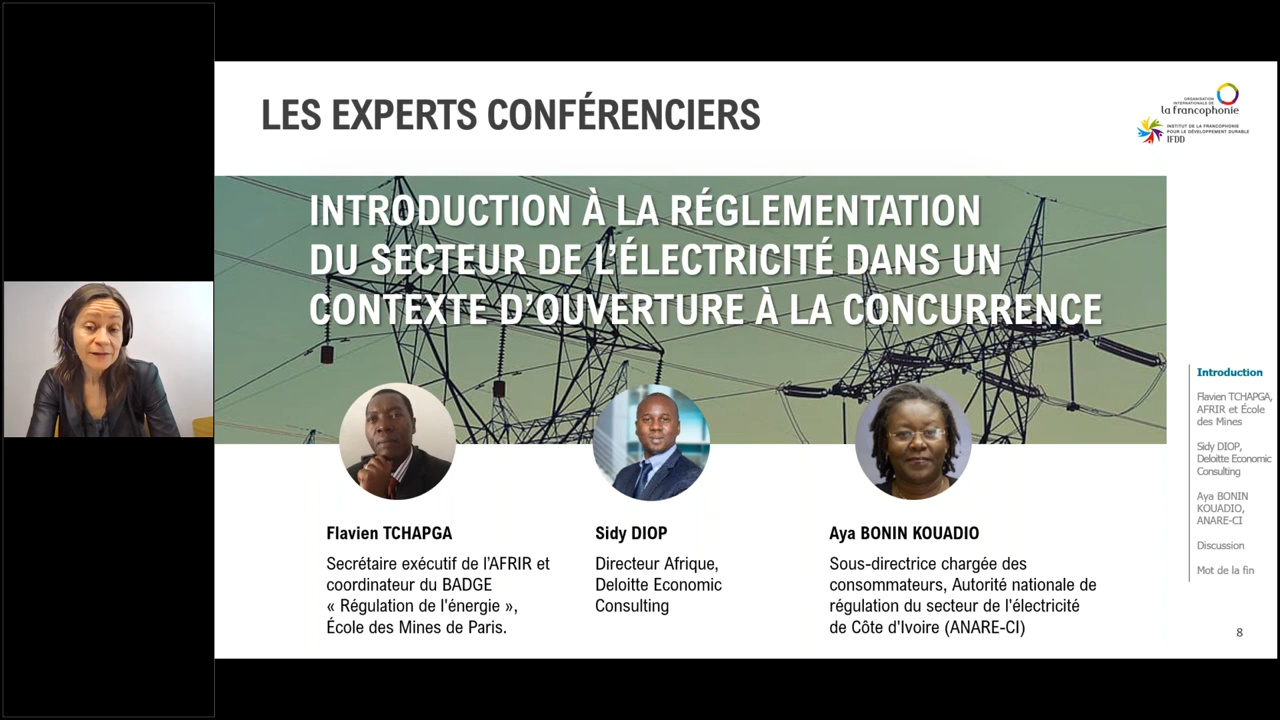 LES EXPERTS CONFÉRENCIERS
ORGANISATION
INTERNATIONALE DE
la francophonie
INSTITUT DE LA FRANCOPHONIE
POUR LE DÉVELOPPEMENT DURABLE
IFDD
INTRODUCTION À LA RÉGLEMENTATION
DU SECTEUR DE L'ÉLECTRICITÉ DANS UN
CONTEXTE D'OUVERTURE À LA CONCURRENCE
Flavien TCHAPGA
Secrétaire exécutif de l'AFRIR et
coordinateur du BADGE
« Régulation de l'énergie »,
École des Mines de Paris.
Sidy DIOP
Directeur Afrique,
Deloitte Economic
Consulting
Aya BONIN KOUADIO
Sous-directrice chargée des
consommateurs, Autorité nationale de
régulation du secteur de l'électricité
de Côte d'Ivoire (ANARE-CI)
Introduction
Flavien TCHAPGA,
AFRIR et École
des Mines
Sidy DIOP,
Deloitte Economic
Consulting
Aya BONIN
KOUADIO,
ANARE-CI
Discussion
Mot de la fin
8